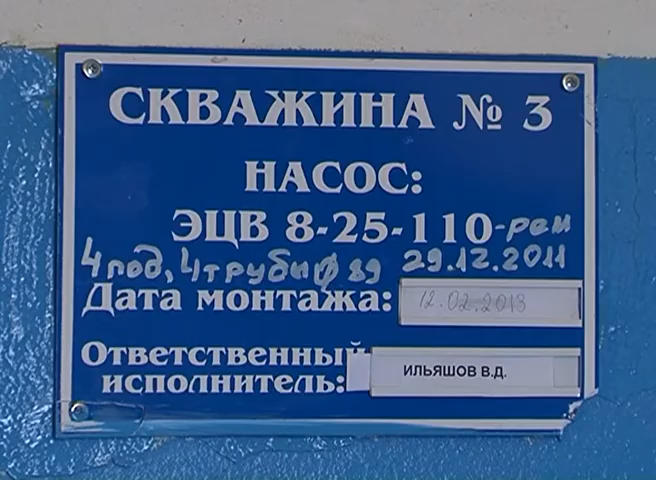 СКВАЖИНА № 3
НАСОС:
ЭЦВ 8-25-110-рем
4 под, 4 трубы Ø 89 29.12.2011
Дата монтажа: 12.02.2013
Ответственный
исполнитель: ИЛЬЯШОВ В.Д.